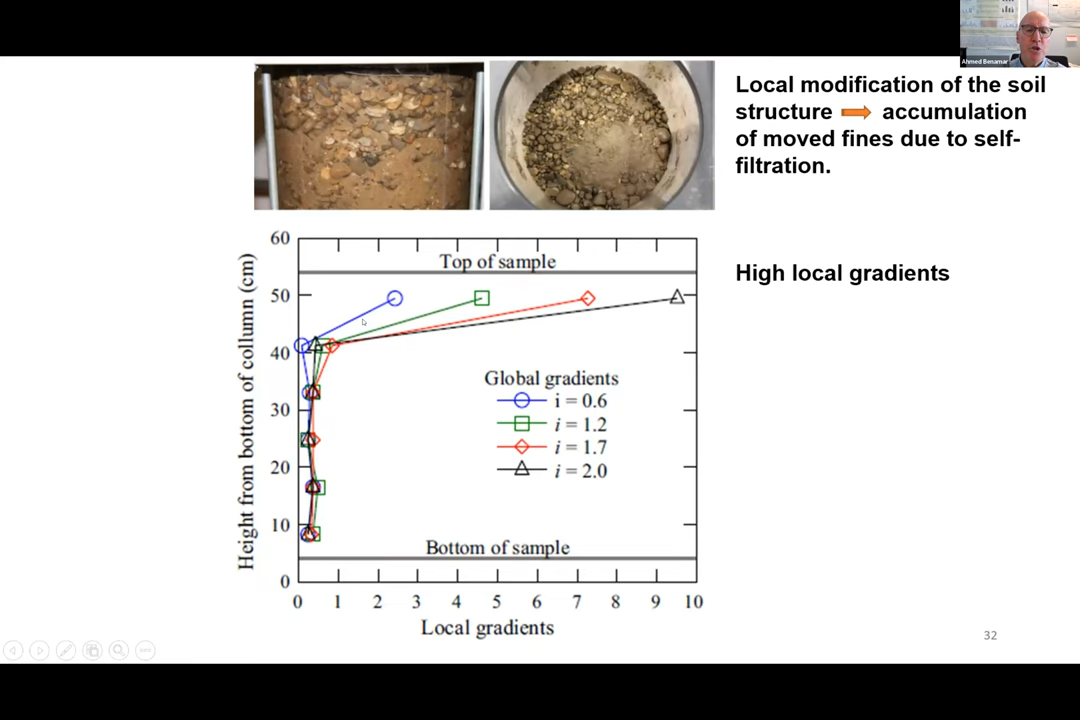 Ahmed Benamar
Local modification of the soil
structure accumulation
of moved fines due to self-
filtration.
High local gradients
60
50
40
30
20
10
0
Height from bottom of collumn (cm)
Top of sample
Global gradients
i = 0.6
i = 1.2
i = 1.7
i = 2.0
Bottom of sample
0 1 2 3 4 5 6 7 8 9 10
Local gradients
32